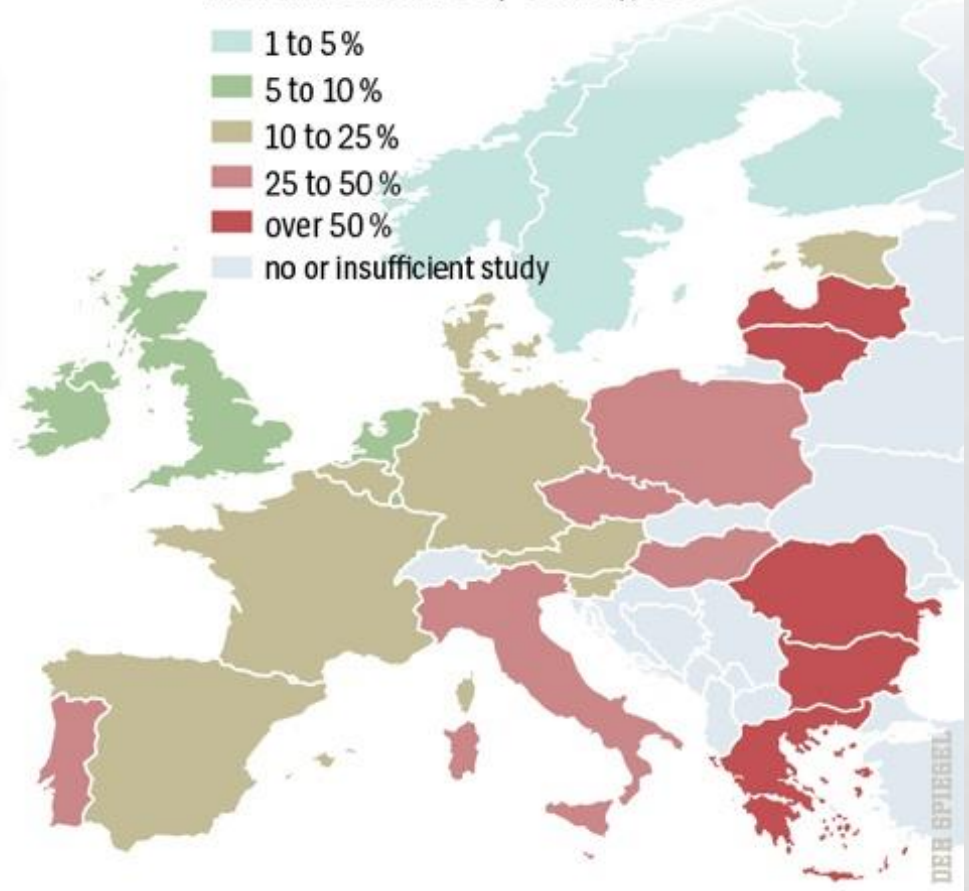 1 to 5 %
5 to 10 %
10 to 25 %
25 to 50 %
over 50 %
no or insufficient study
DER SPIEGEL